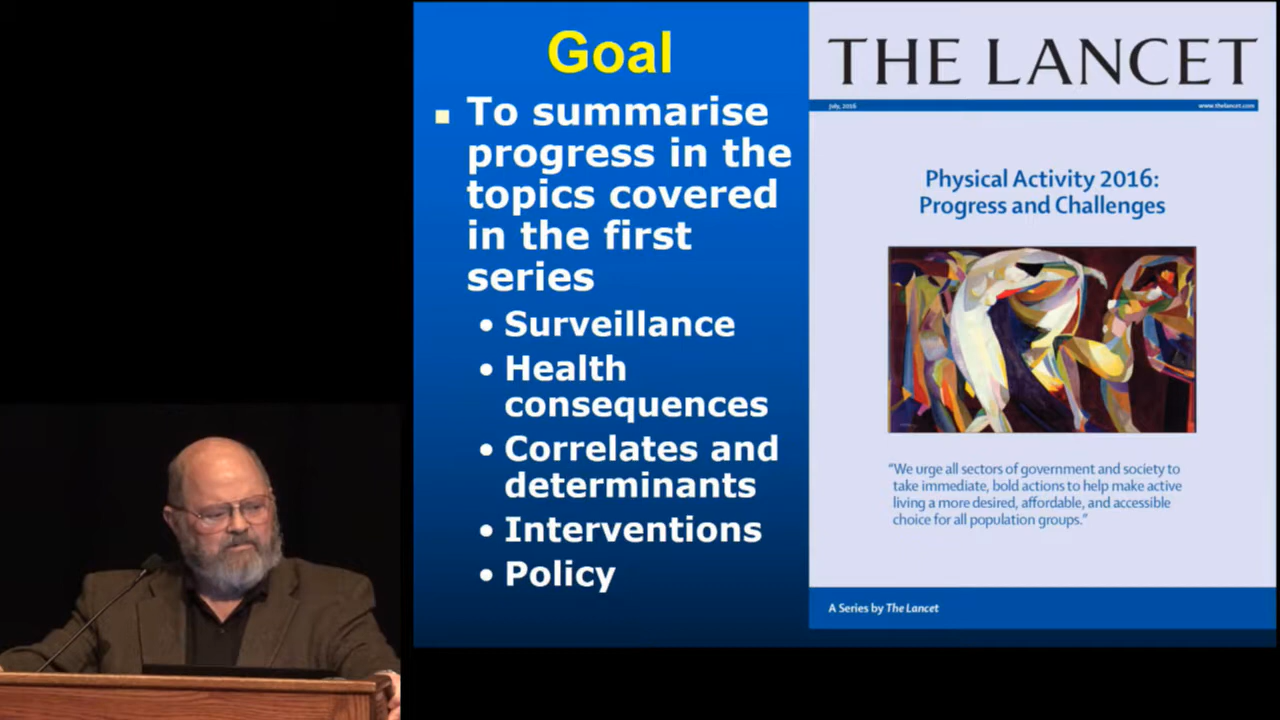 Goal
To summarise
progress in the
topics covered
in the first
series
• Surveillance
• Health
consequences
• Correlates and
determinants
• Interventions
• Policy
THE LANCET
July, 2016 www.thelancet.com
Physical Activity 2016:
Progress and Challenges
“We urge all sectors of government and society to
take immediate, bold actions to help make active
living a more desired, affordable, and accessible
choice for all population groups.”
A Series by The Lancet